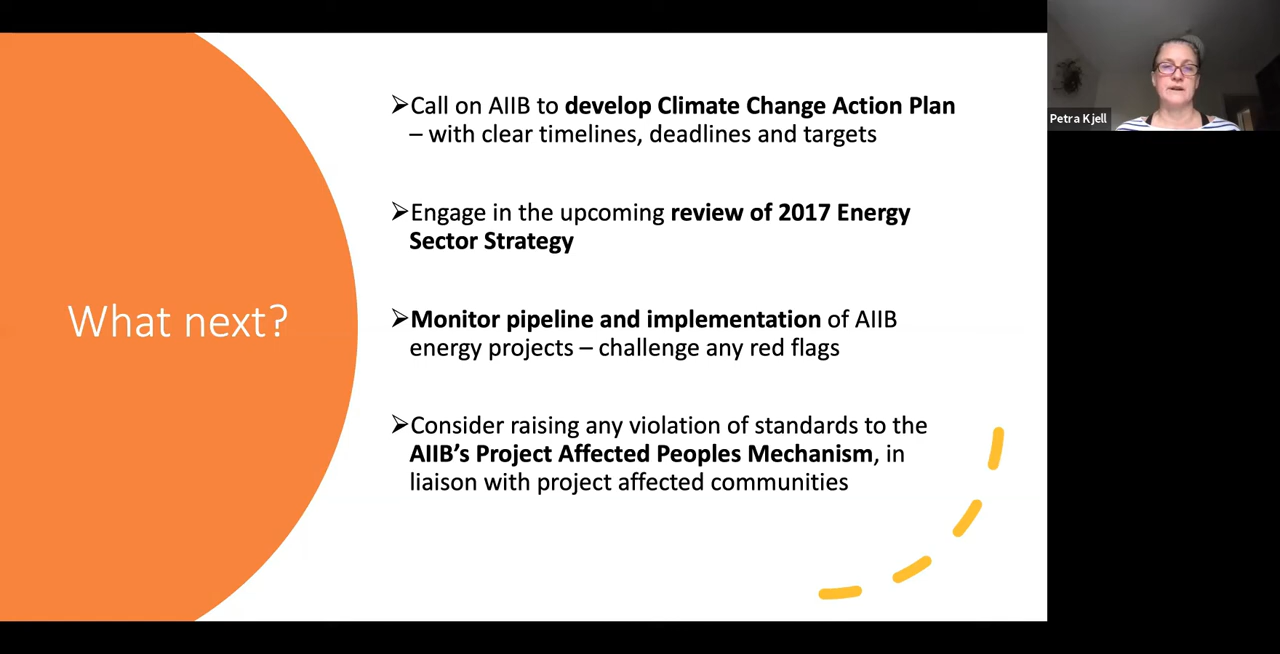 What next?
➢Call on AIIB to develop Climate Change Action Plan
– with clear timelines, deadlines and targets
➢Engage in the upcoming review of 2017 Energy
Sector Strategy
➢Monitor pipeline and implementation of AIIB
energy projects – challenge any red flags
➢Consider raising any violation of standards to the
AIIB’s Project Affected Peoples Mechanism, in
liaison with project affected communities
Petra Kjell